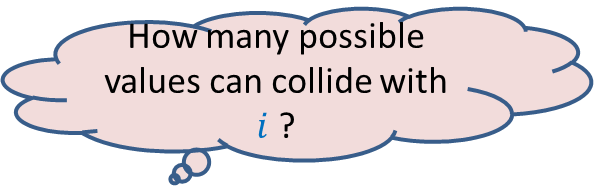 How many possible
values can collide with
i ?